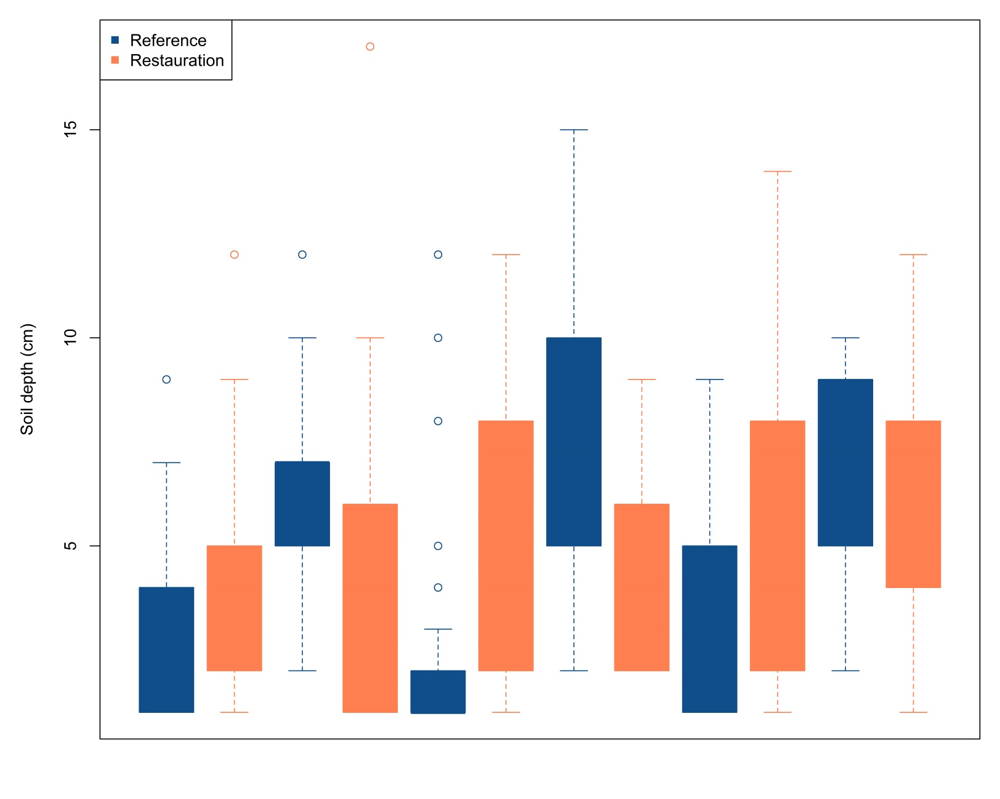 Reference
Restauration
15
10
5
Soil depth (cm)